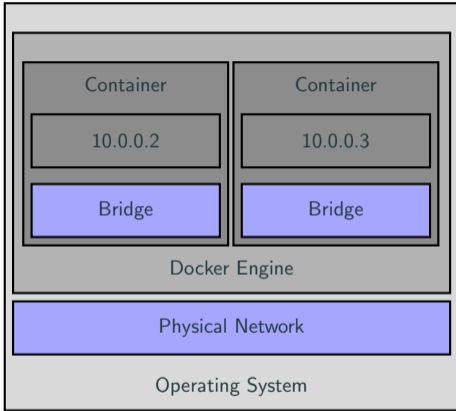 Container
Container
10.0.0.2
10.0.0.3
Bridge
Bridge
Docker Engine
Physical Network
Operating System